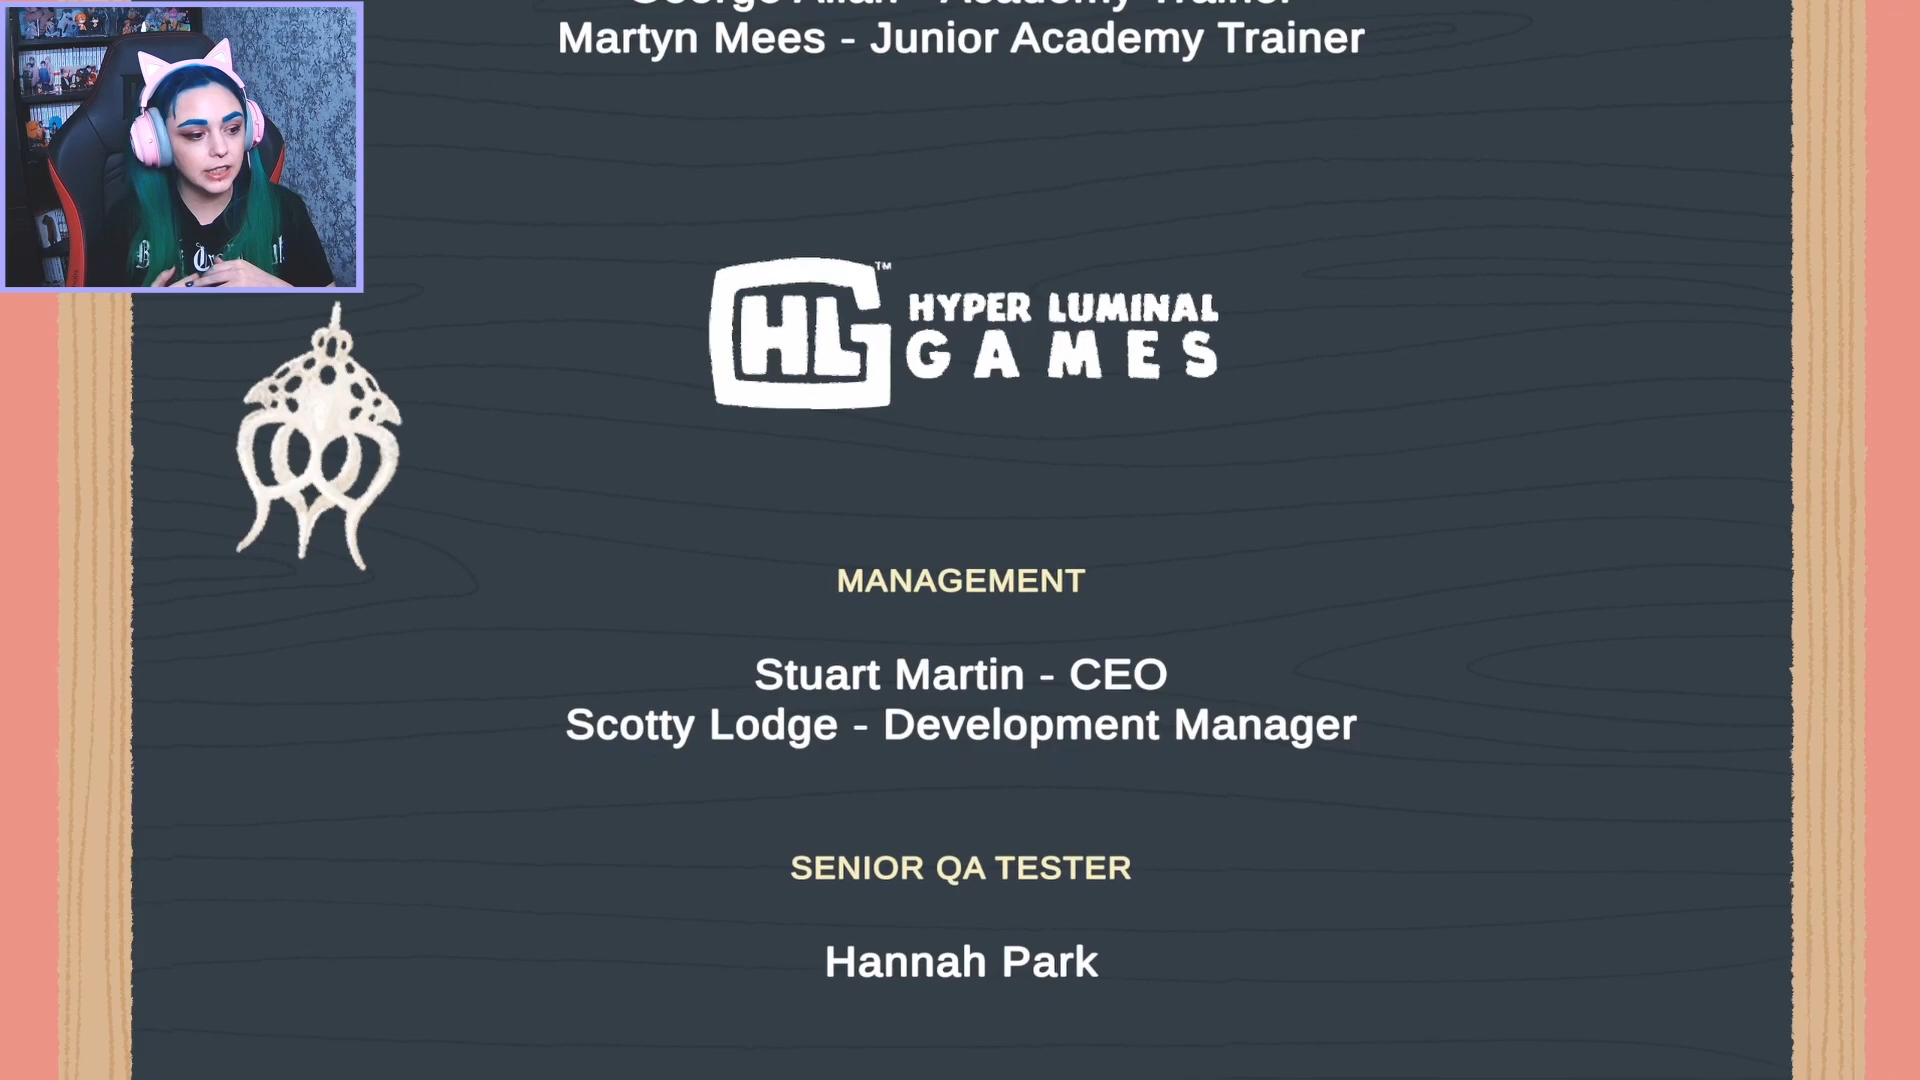 Martyn Mees - Junior Academy Trainer
HLG™ HYPER LUMINAL
GAMES
MANAGEMENT
Stuart Martin - CEO
Scotty Lodge - Development Manager
SENIOR QA TESTER
Hannah Park